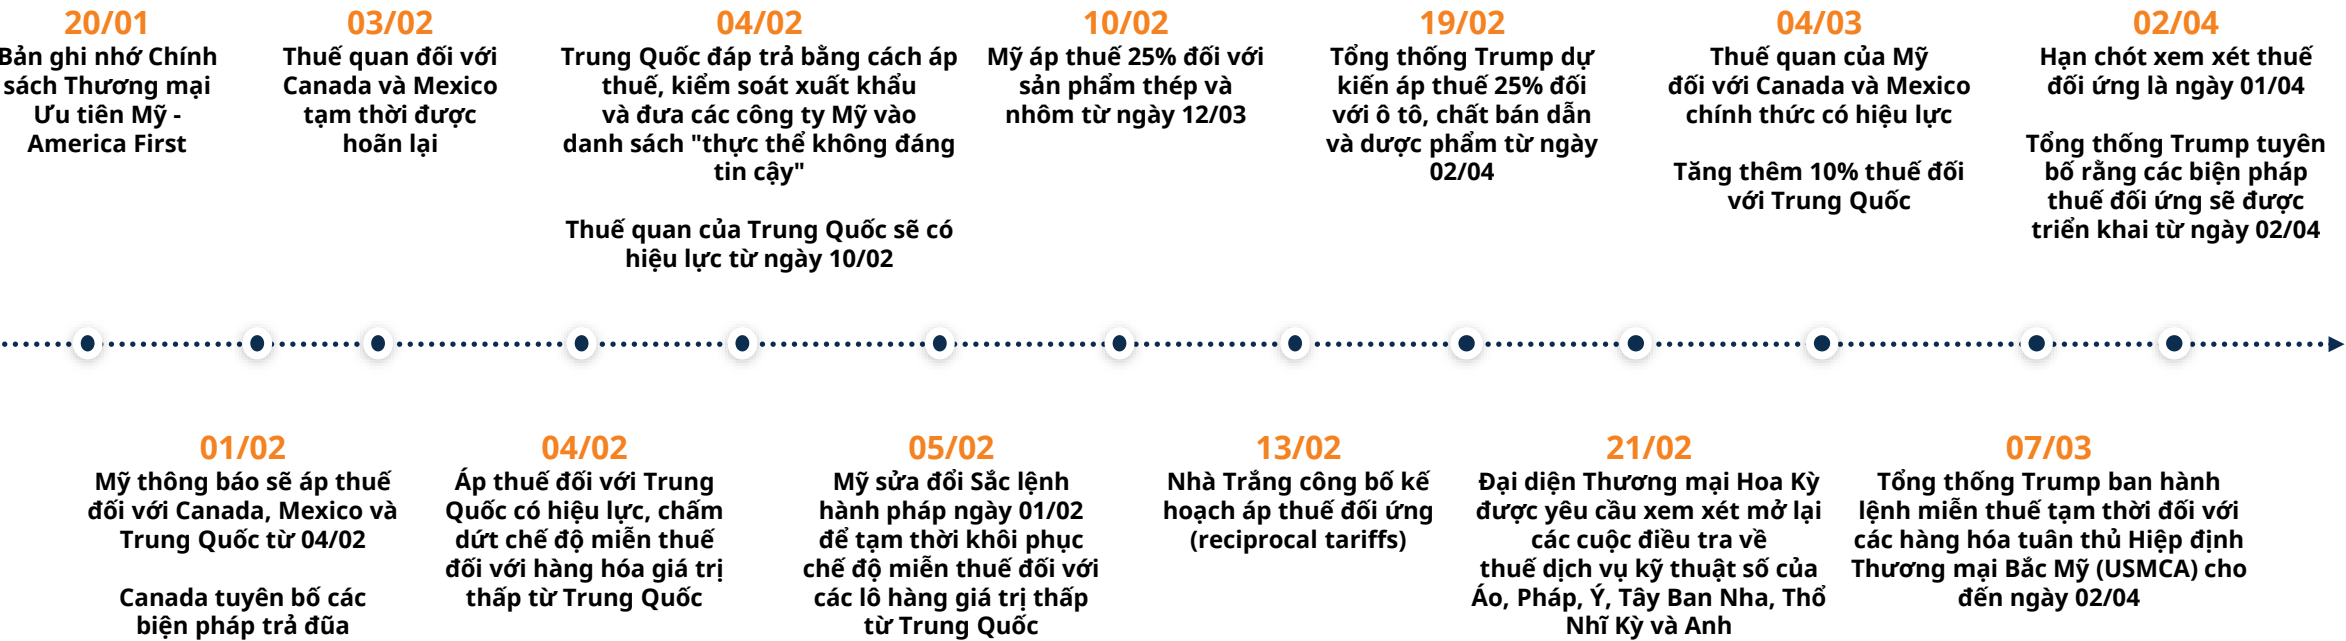 20/01
Bản ghi nhớ Chính
sách Thương mại
Ưu tiên Mỹ -
America First
03/02
Thuế quan đối với
Canada và Mexico
tạm thời được
hoãn lại
04/02
Trung Quốc đáp trả bằng cách áp
thuế, kiểm soát xuất khẩu
và đưa các công ty Mỹ vào
danh sách "thực thể không đáng
tin cậy"
Thuế quan của Trung Quốc sẽ có
hiệu lực từ ngày 10/02
10/02
Mỹ áp thuế 25% đối với
sản phẩm thép và
nhôm từ ngày 12/03
19/02
Tổng thống Trump dự
kiến áp thuế 25% đối
với ô tô, chất bán dẫn
và dược phẩm từ ngày
02/04
04/03
Thuế quan của Mỹ
đối với Canada và Mexico
chính thức có hiệu lực
Tăng thêm 10% thuế đối
với Trung Quốc
02/04
Hạn chót xem xét thuế
đối ứng là ngày 01/04
Tổng thống Trump tuyên
bố rằng các biện pháp
thuế đối ứng sẽ được
triển khai từ ngày 02/04
01/02
Mỹ thông báo sẽ áp thuế
đối với Canada, Mexico và
Trung Quốc từ 04/02
Canada tuyên bố các
biện pháp trả đũa
04/02
Áp thuế đối với Trung
Quốc có hiệu lực, chấm
dứt chế độ miễn thuế
đối với hàng hóa giá trị
thấp từ Trung Quốc
05/02
Mỹ sửa đổi Sắc lệnh
hành pháp ngày 01/02
để tạm thời khôi phục
chế độ miễn thuế đối với
các lô hàng giá trị thấp
từ Trung Quốc
13/02
Nhà Trắng công bố kế
hoạch áp thuế đối ứng
(reciprocal tariffs)
21/02
Đại diện Thương mại Hoa Kỳ
được yêu cầu xem xét mở lại
các cuộc điều tra về
thuế dịch vụ kỹ thuật số của
Áo, Pháp, Ý, Tây Ban Nha, Thổ
Nhĩ Kỳ và Anh
07/03
Tổng thống Trump ban hành
lệnh miễn thuế tạm thời đối với
các hàng hóa tuân thủ Hiệp định
Thương mại Bắc Mỹ (USMCA) cho
đến ngày 02/04